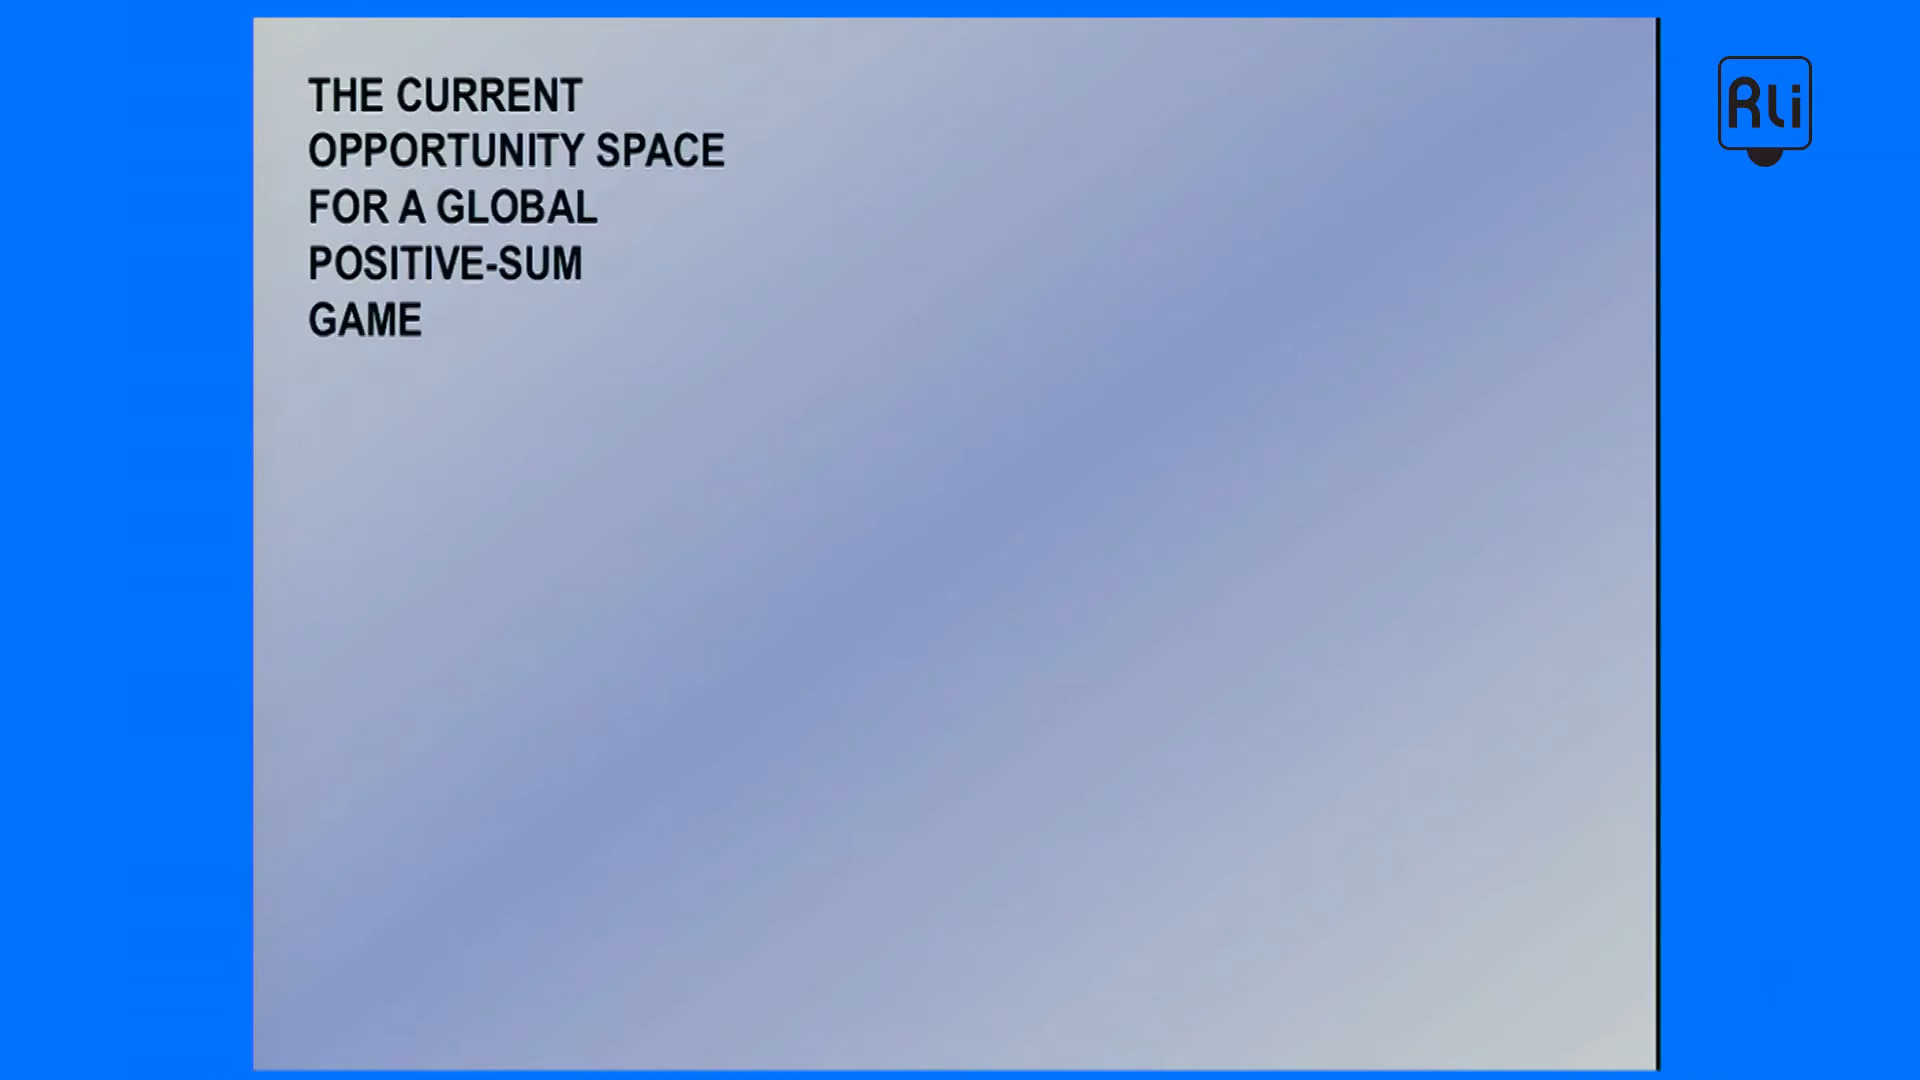 THE CURRENT
OPPORTUNITY SPACE
FOR A GLOBAL
POSITIVE-SUM
GAME
RLi